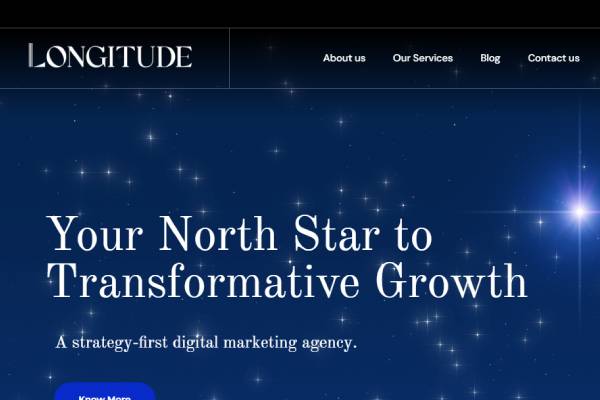 LONGITUDE
About us Our Services Blog Contact us
Your North Star to
Transformative Growth
A strategy-first digital marketing agency.
Know More